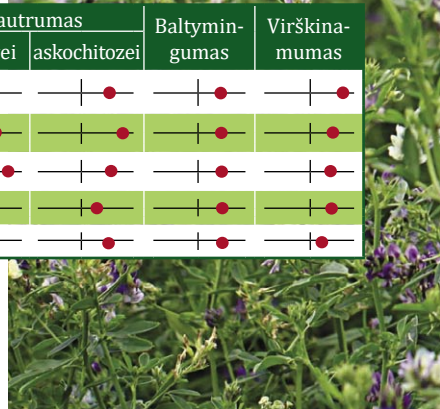 autrumas
ei askochitozei
Baltymin-
gumas
Virškina-
mumas